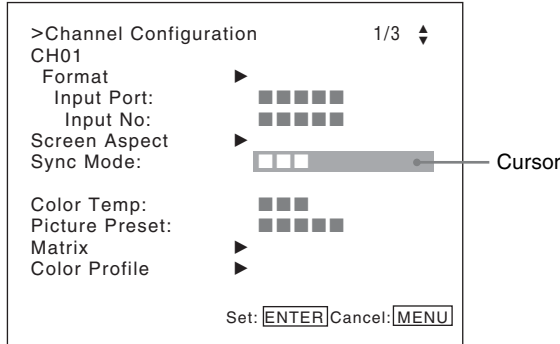 >Channel Configuration 1/3
CH01
Format
Input Port:
Input No:
Screen Aspect
Sync Mode:
Cursor
Color Temp:
Picture Preset:
Matrix
Color Profile
Set: ENTER Cancel: MENU